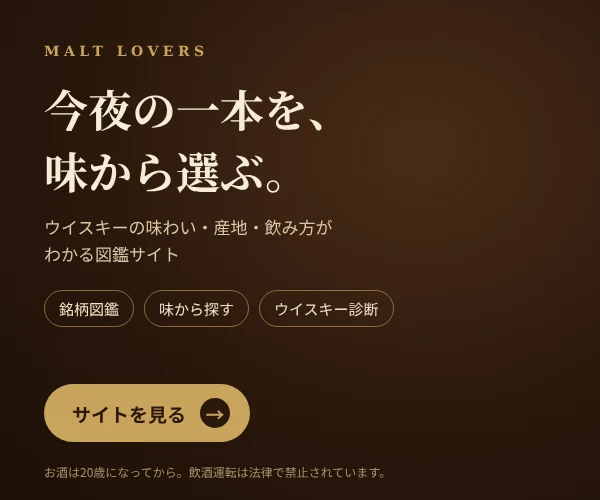 MALT LOVERS
今夜の一本を、
味から選ぶ。
ウイスキーの味わい・産地・飲み方が
わかる図鑑サイト
銘柄図鑑 味から探す ウイスキー診断
サイトを見る →
お酒は20歳になってから。飲酒運転は法律で禁止されています。